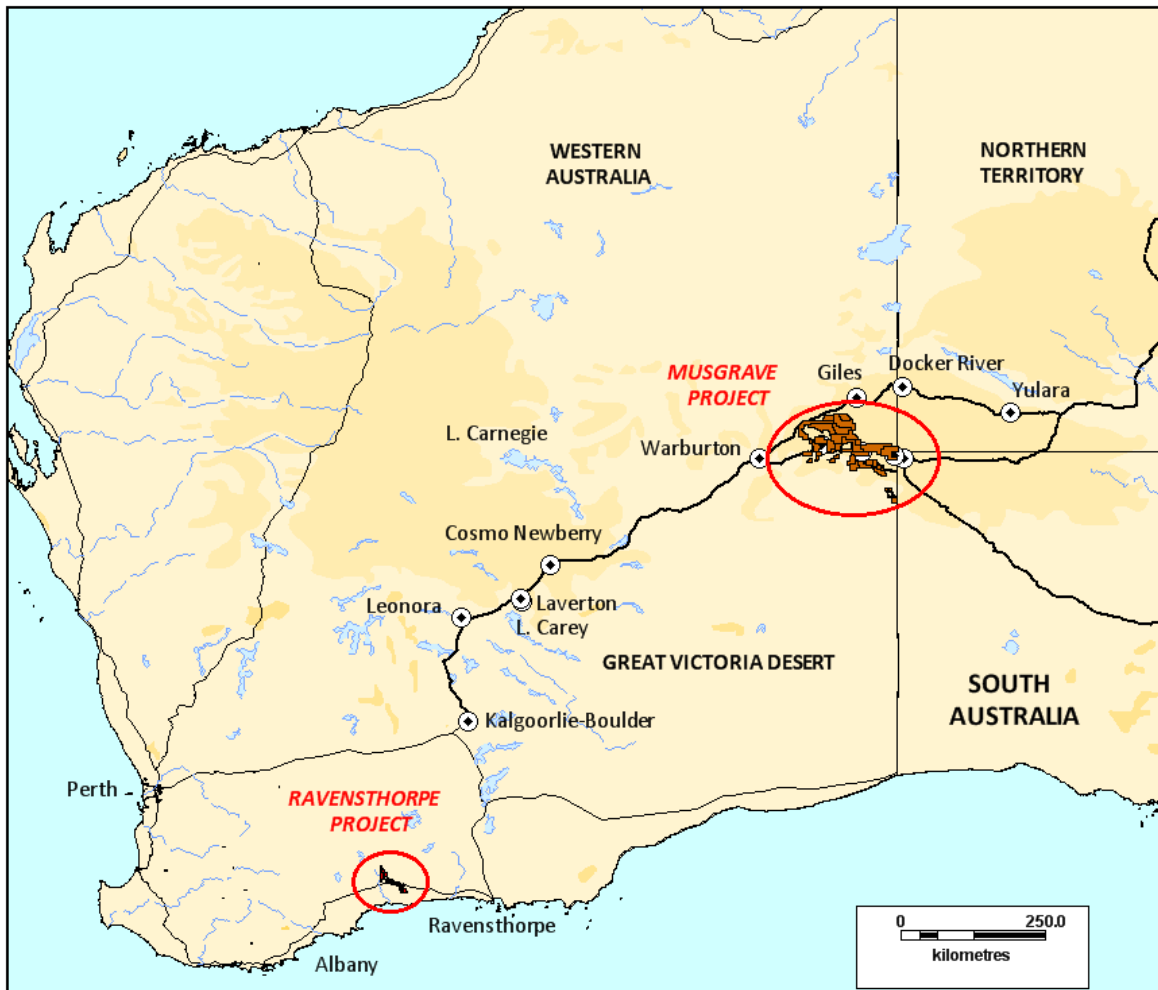 WESTERN
AUSTRALIA
NORTHERN
TERRITORY
MUSGRAVE
PROJECT
Giles
Docker River
Yulara
L. Carnegie
Warburton
Cosmo Newberry
Leonora
Laverton
L. Carey
GREAT VICTORIA DESERT
SOUTH
AUSTRALIA
Kalgoorlie-Boulder
Perth
RAVENSTHORPE
PROJECT
Ravensthorpe
Albany
0 250.0
kilometres